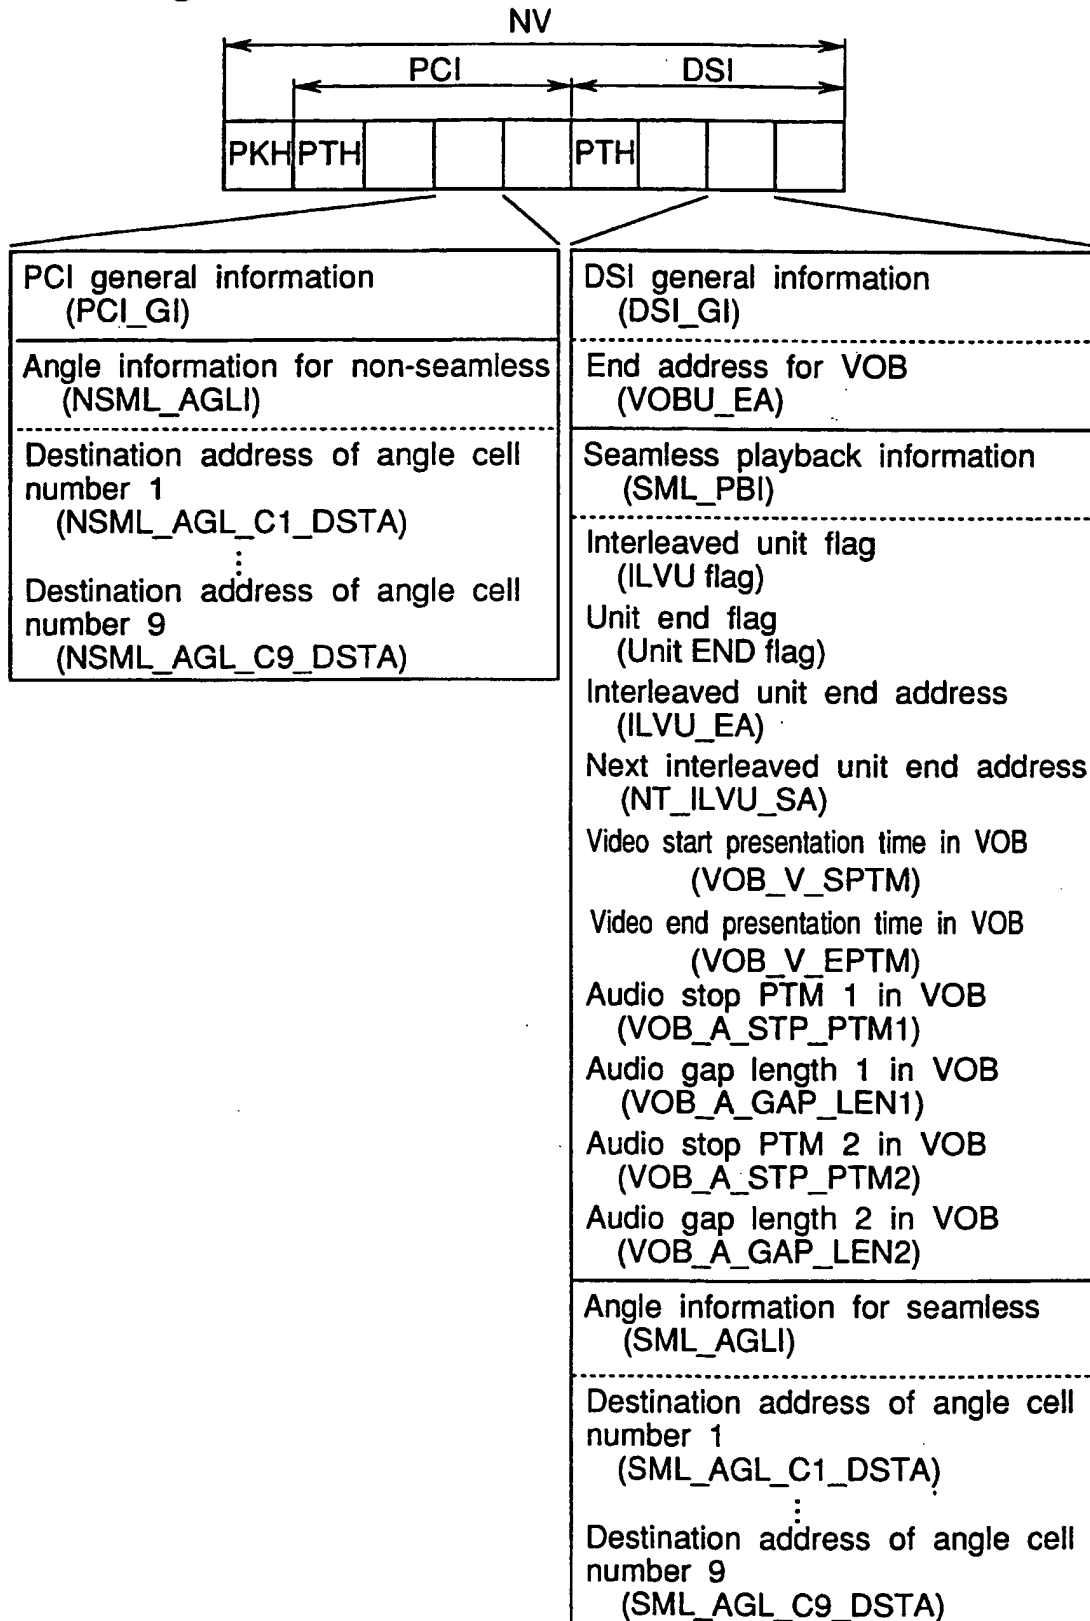 NV
PCI
DSI
PKH PTH PTH
PCI general information
(PCI_GI)
Angle information for non-seamless
(NSML_AGLI)
Destination address of angle cell
number 1
(NSML_AGL_C1_DSTA)
⋮
Destination address of angle cell
number 9
(NSML_AGL_C9_DSTA)
DSI general information
(DSI_GI)
End address for VOB
(VOBU_EA)
Seamless playback information
(SML_PBI)
Interleaved unit flag
(ILVU flag)
Unit end flag
(Unit END flag)
Interleaved unit end address
(ILVU_EA)
Next interleaved unit end address
(NT_ILVU_SA)
Video start presentation time in VOB
(VOB_V_SPTM)
Video end presentation time in VOB
(VOB_V_EPTM)
Audio stop PTM 1 in VOB
(VOB_A_STP_PTM1)
Audio gap length 1 in VOB
(VOB_A_GAP_LEN1)
Audio stop PTM 2 in VOB
(VOB_A_STP_PTM2)
Audio gap length 2 in VOB
(VOB_A_GAP_LEN2)
Angle information for seamless
(SML_AGLI)
Destination address of angle cell
number 1
(SML_AGL_C1_DSTA)
⋮
Destination address of angle cell
number 9
(SML_AGL_C9_DSTA)